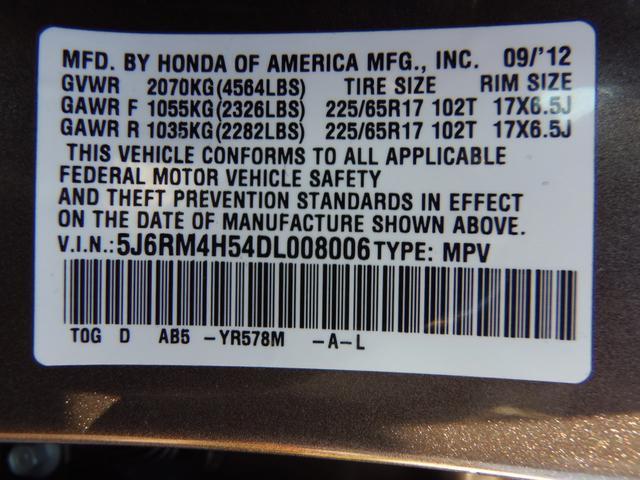 MFD. BY HONDA OF AMERICA MFG., INC. 09/'12
GVWR 2070KG(4564LBS) TIRE SIZE RIM SIZE
GAWR F 1055KG(2326LBS) 225/65R17 102T 17X6.5J
GAWR R 1035KG(2282LBS) 225/65R17 102T 17X6.5J
THIS VEHICLE CONFORMS TO ALL APPLICABLE
FEDERAL MOTOR VEHICLE SAFETY
AND THEFT PREVENTION STANDARDS IN EFFECT
ON THE DATE OF MANUFACTURE SHOWN ABOVE.
V.I.N.:5J6RM4H54DL008006 TYPE: MPV
TOG D AB5 -YR578M -A-L